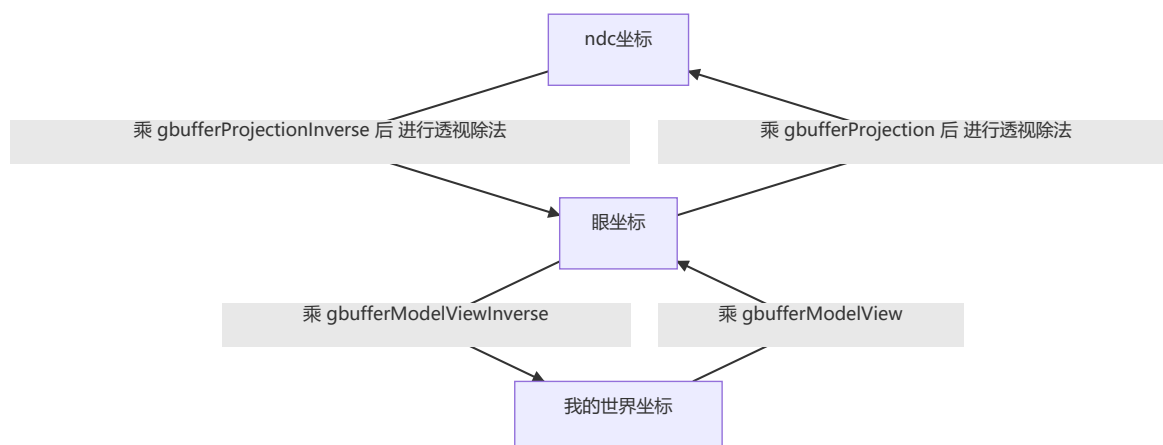 ndc坐标
乘 gbufferProjectionInverse 后 进行透视除法
乘 gbufferProjection 后 进行透视除法
眼坐标
乘 gbufferModelViewInverse
乘 gbufferModelView
我的世界坐标